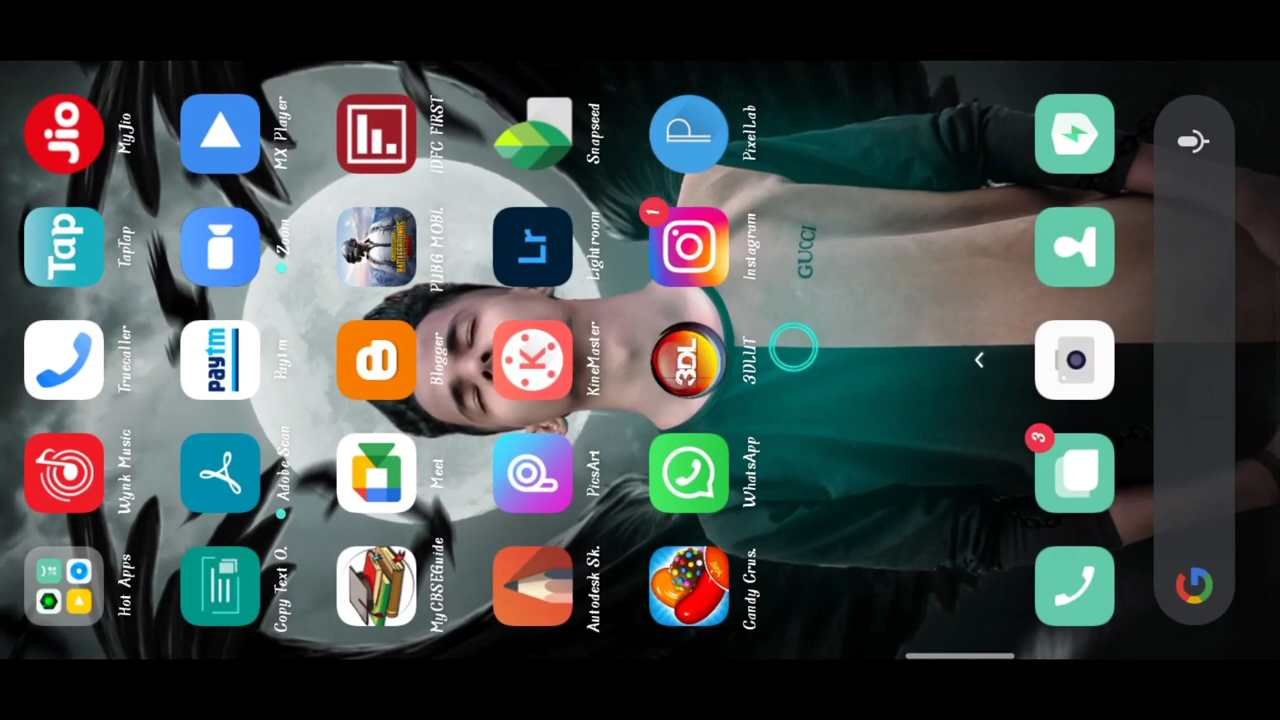 Tap Jio
Hot Apps Wynk Music Truecaller TapTap MyJio
paytm
Copy Text O. Adobe Scan Paytm Zoom MX Player
MyCBSEGuide Meet Blogger PUBG MOBI. IDFC FIRST
K Lr
Autodesk Sk. PicsArt KineMaster Lightroom Snapseed
3DL 1 P
Candy Crus. WhatsApp 3DLUT Instagram PixelLab
GUCCI
3
G